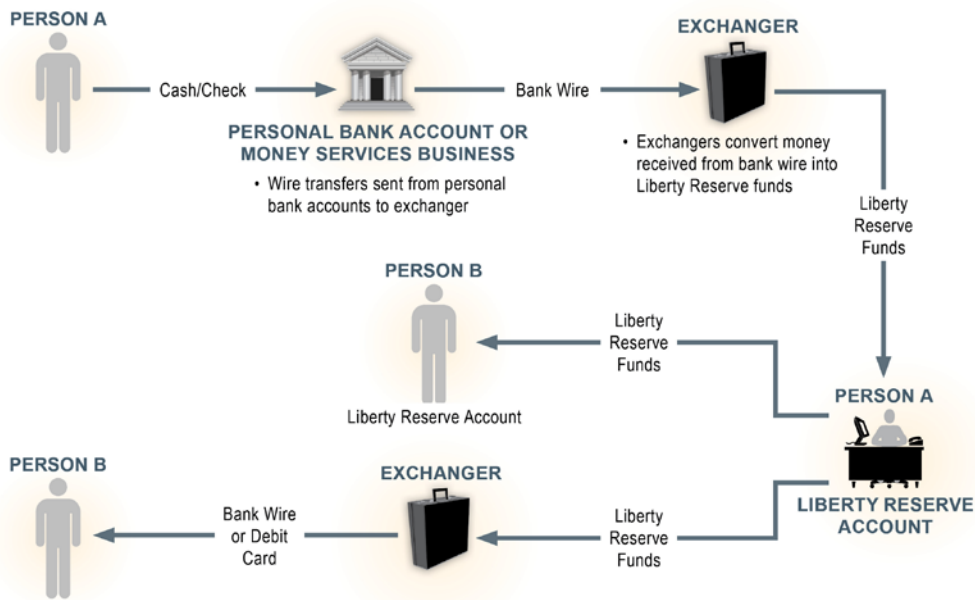 PERSON A
Cash/Check
PERSONAL BANK ACCOUNT OR
MONEY SERVICES BUSINESS
• Wire transfers sent from personal
bank accounts to exchanger
Bank Wire
EXCHANGER
• Exchangers convert money
received from bank wire into
Liberty Reserve funds
Liberty
Reserve
Funds
PERSON A
LIBERTY RESERVE
ACCOUNT
Liberty
Reserve
Funds
PERSON B
Liberty Reserve Account
Liberty
Reserve
Funds
EXCHANGER
Bank Wire
or Debit
Card
PERSON B